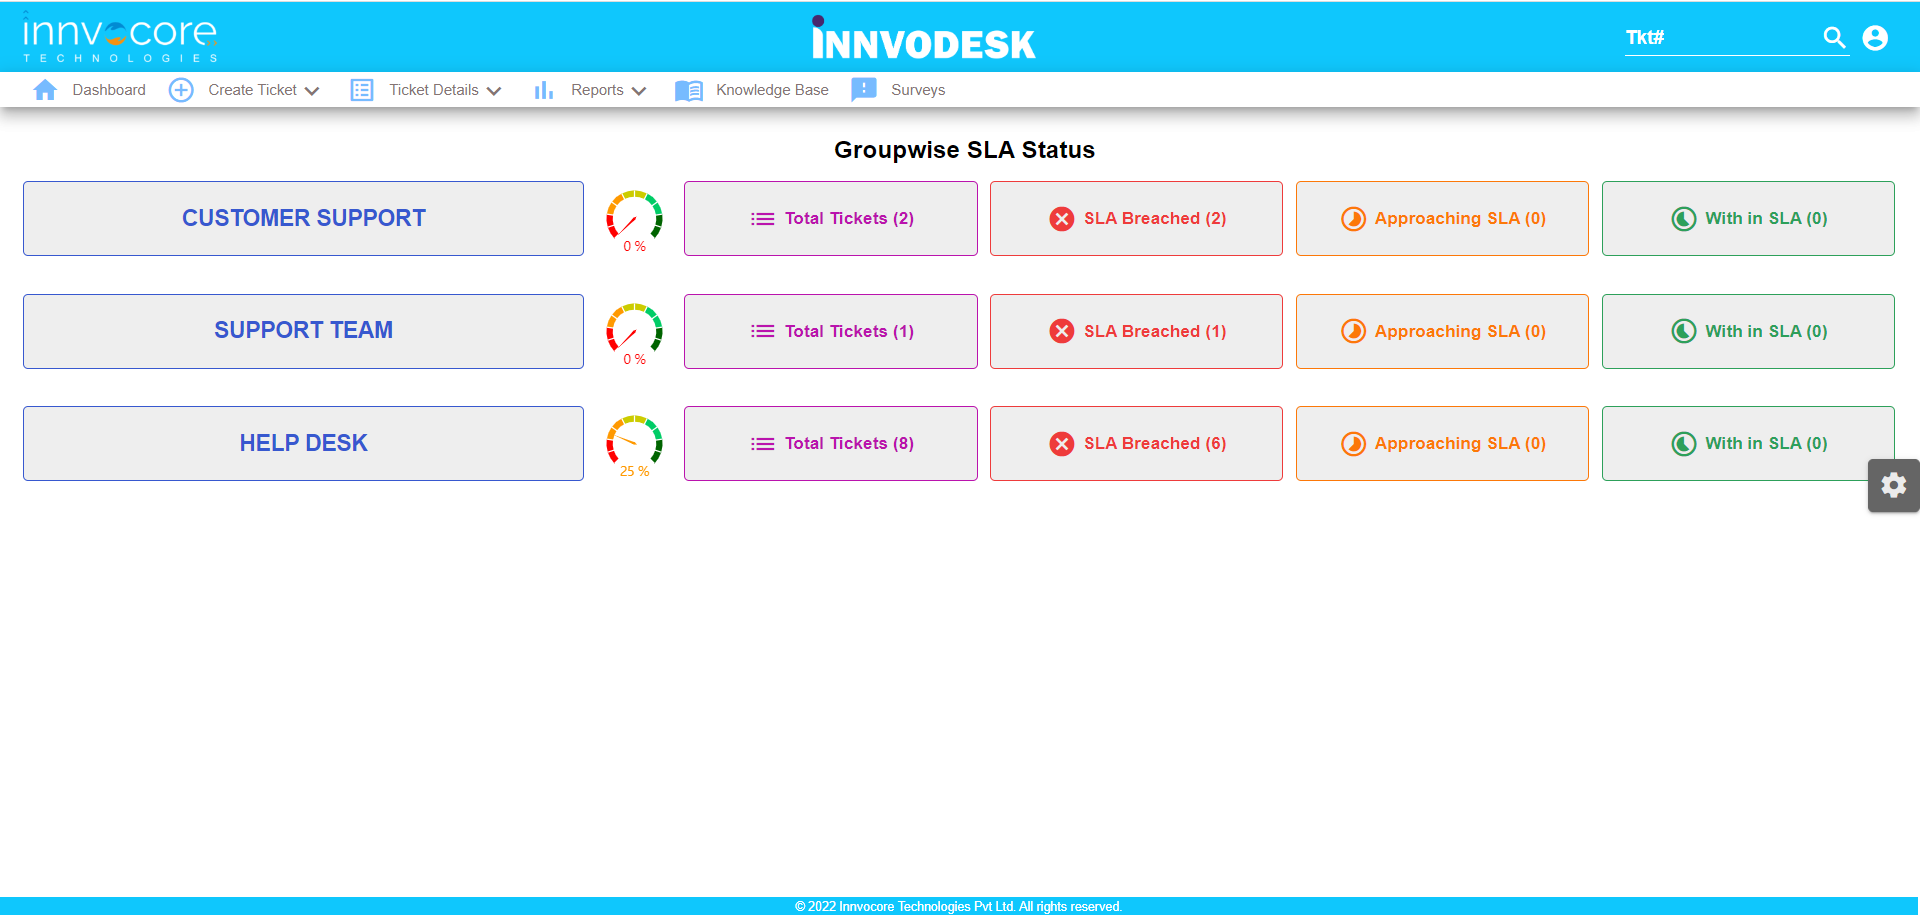 innvocore
TECHNOLOGIES
INNVODESK
Tkt#
Dashboard
Create Ticket
Ticket Details
Reports
Knowledge Base
Surveys
Groupwise SLA Status
CUSTOMER SUPPORT
0 %
Total Tickets (2)
SLA Breached (2)
Approaching SLA (0)
With in SLA (0)
SUPPORT TEAM
0 %
Total Tickets (1)
SLA Breached (1)
Approaching SLA (0)
With in SLA (0)
HELP DESK
25 %
Total Tickets (8)
SLA Breached (6)
Approaching SLA (0)
With in SLA (0)
© 2022 Innvocore Technologies Pvt Ltd. All rights reserved.